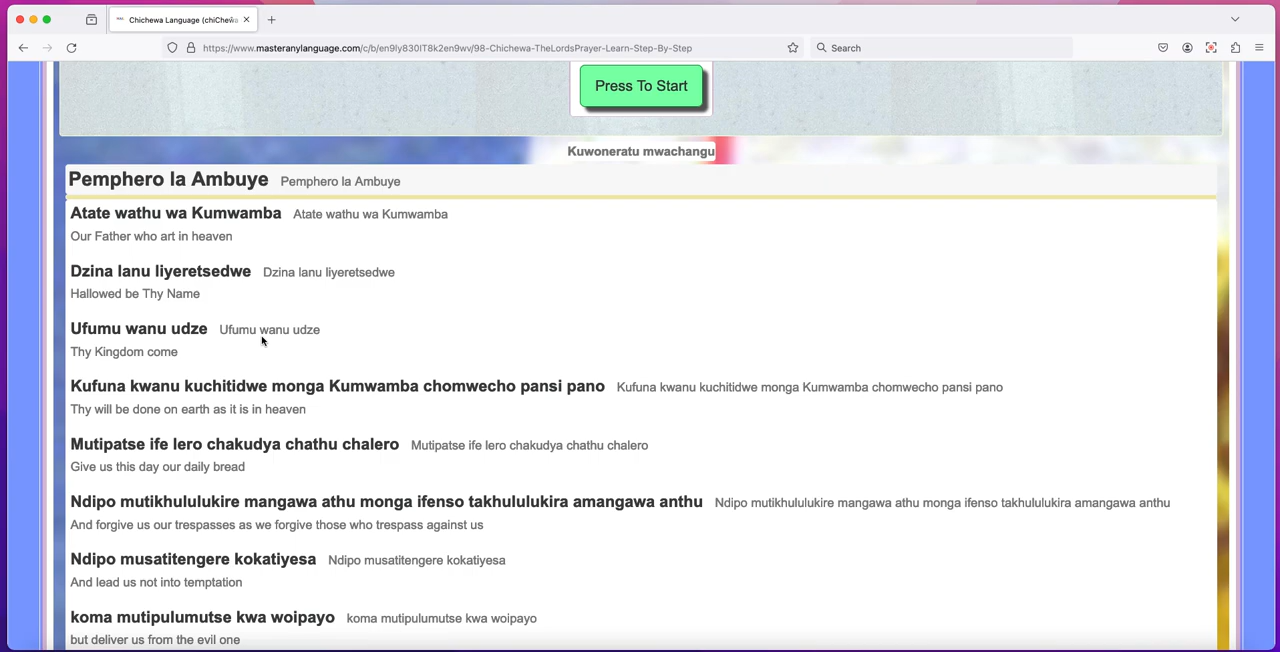 Chichewa Language (chiChewa
https://www.masteranylanguage.com/c/b/en9Iy830IT8k2en9wv/98-Chichewa-TheLordsPrayer-Learn-Step-By-Step
Search
Press To Start
Kuwoneratu mwachangu
Pemphero la Ambuye Pemphero la Ambuye
Atate wathu wa Kumwamba Atate wathu wa Kumwamba
Our Father who art in heaven
Dzina lanu liyeretsedwe Dzina lanu liyeretsedwe
Hallowed be Thy Name
Ufumu wanu udze Ufumu wanu udze
Thy Kingdom come
Kufuna kwanu kuchitidwe monga Kumwamba chomwecho pansi pano Kufuna kwanu kuchitidwe monga Kumwamba chomwecho pansi pano
Thy will be done on earth as it is in heaven
Mutipatse ife lero chakudya chathu chalero Mutipatse ife lero chakudya chathu chalero
Give us this day our daily bread
Ndipo mutikhululukire mangawa athu monga ifenso takhululukira amangawa anthu Ndipo mutikhululukire mangawa athu monga ifenso takhululukira amangawa anthu
And forgive us our trespasses as we forgive those who trespass against us
Ndipo musatitengere kokatiyesa Ndipo musatitengere kokatiyesa
And lead us not into temptation
koma mutipulumutse kwa woipayo koma mutipulumutse kwa woipayo
but deliver us from the evil one